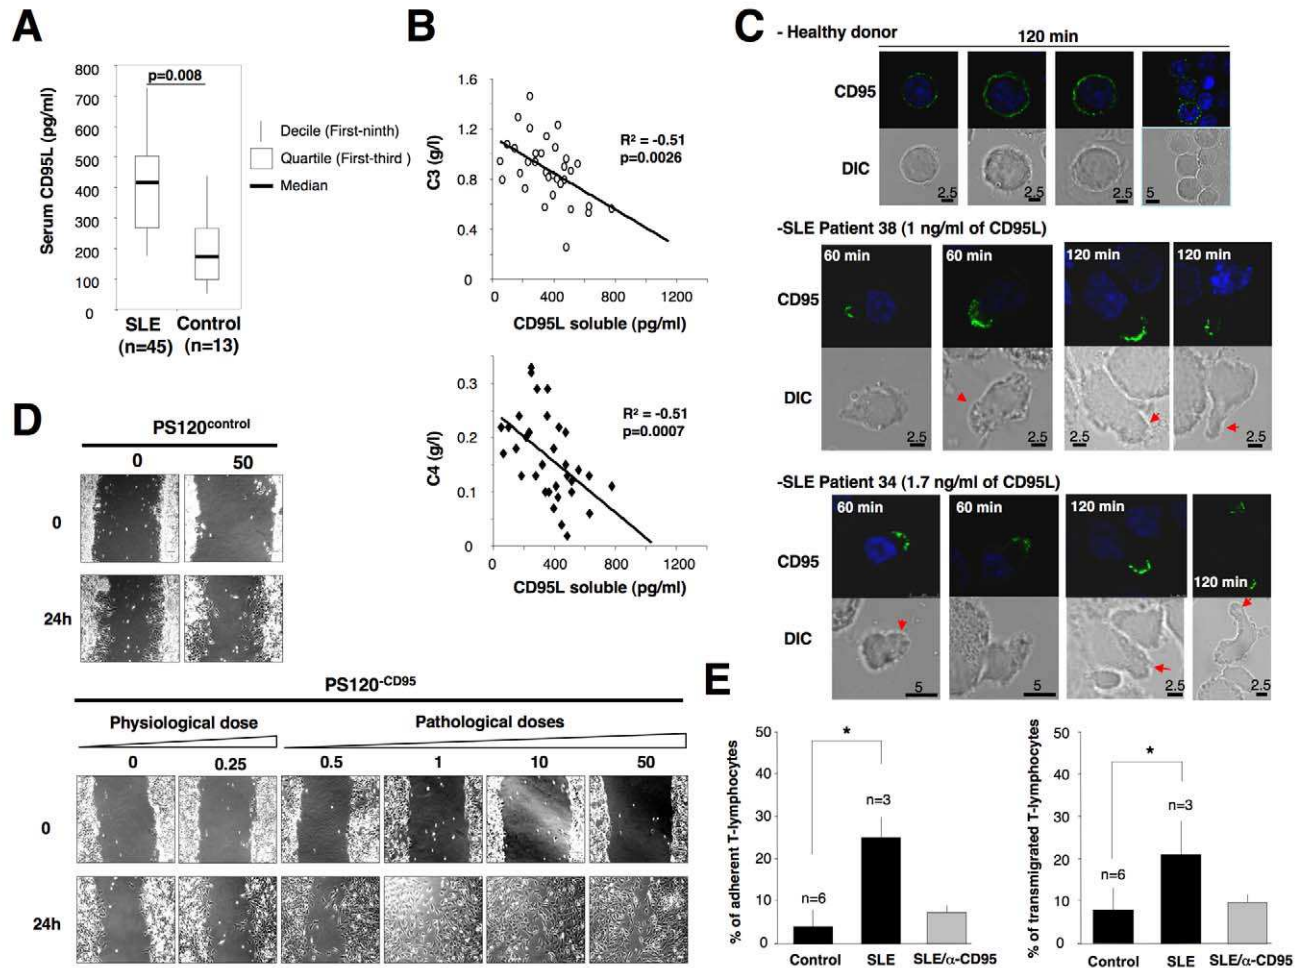 A
800
700
600
500
400
300
200
100
0
Serum CD95L (pg/ml)
p=0.008
SLE
(n=45)
Control
(n=13)
Decile (First-ninth)
Quartile (First-third )
Median
B
1.6
1.2
0.8
0.4
0
C3 (g/l)
R² = -0.51
p=0.0026
0 400 800 1200
CD95L soluble (pg/ml)
0.3
0.2
0.1
0
C4 (g/l)
R² = -0.51
p=0.0007
0 400 800 1200
CD95L soluble (pg/ml)
C
- Healthy donor
120 min
CD95
DIC
2.5 2.5 2.5 5
-SLE Patient 38 (1 ng/ml of CD95L)
60 min 60 min 120 min 120 min
CD95
DIC
2.5 2.5 2.5 2.5
-SLE Patient 34 (1.7 ng/ml of CD95L)
60 min 60 min 120 min 120 min
CD95
DIC
5 5 2.5 2.5
D
PS120control
0 50
0
24h
PS120-CD95
Physiological dose Pathological doses
0 0.25 0.5 1 10 50
0
24h
E
50
40
30
20
10
0
% of adherent T-lymphocytes
*
n=6
n=3
Control SLE SLE/α-CD95
50
40
30
20
10
0
% of transmigrated T-lymphocytes
*
n=6
n=3
Control SLE SLE/α-CD95